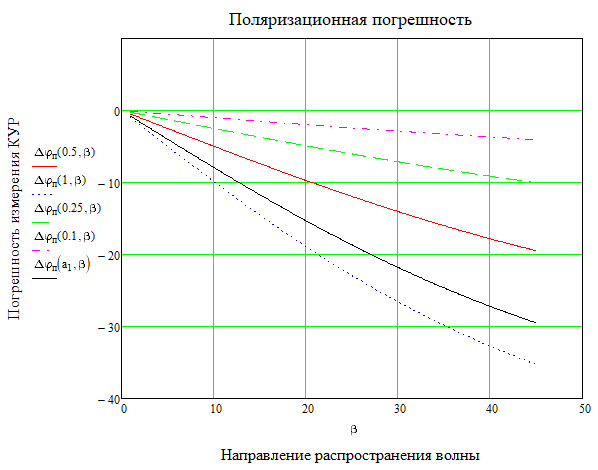 Поляризационная погрешность
Погрешность измерения КУР
Δφп(0.5,β)
Δφп(1,β)
Δφп(0.25,β)
Δφп(0.1,β)
Δφп(a1,β)
0
−10
−20
−30
−40
0 10 20 30 40 50
β
Направление распространения волны